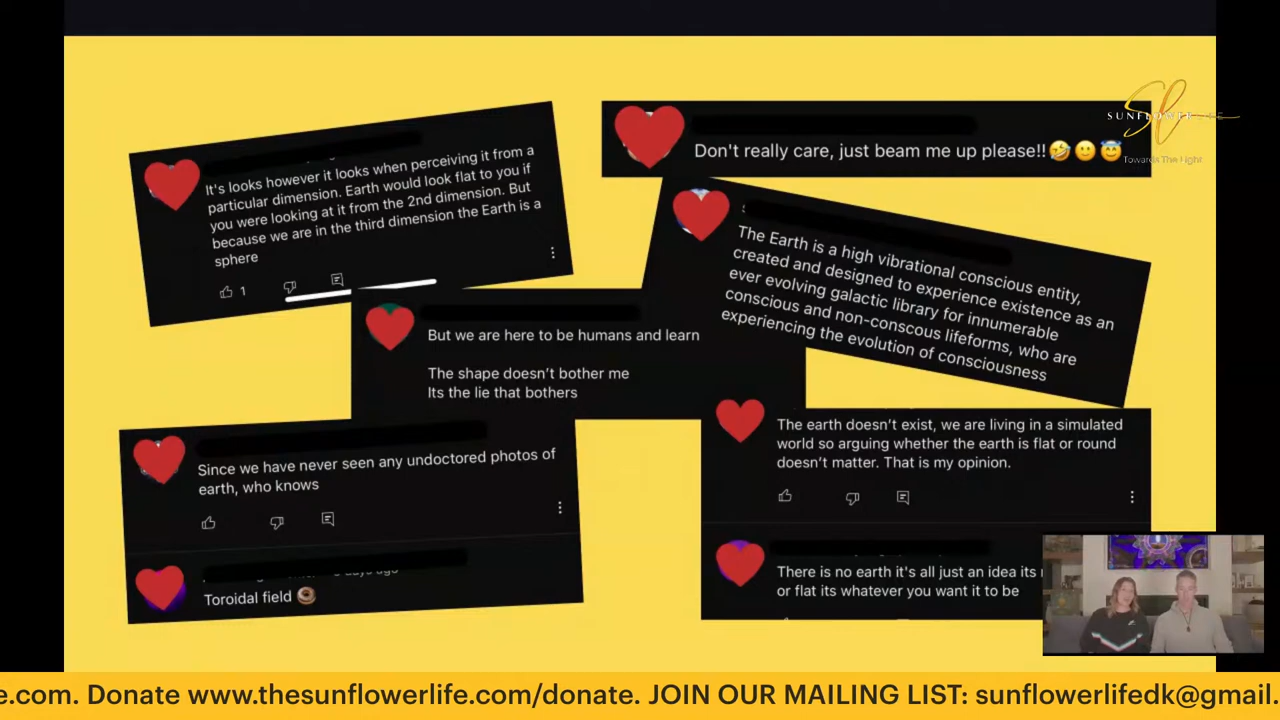 It's looks however it looks when perceiving it from a
particular dimension. Earth would look flat to you if
you were looking at it from the 2nd dimension. But
because we are in the third dimension the Earth is a
sphere
1
Don't really care, just beam me up please!!🤣🙂😇
SUNFLOWERLIFE
Towards The Light
The Earth is a high vibrational conscious entity,
created and designed to experience existence as an
ever evolving galactic library for innumerable
conscious and non-conscous lifeforms, who are
experiencing the evolution of consciousness
But we are here to be humans and learn
The shape doesn't bother me
Its the lie that bothers
Since we have never seen any undoctored photos of
earth, who knows
days ago
Toroidal field 🍩
The earth doesn't exist, we are living in a simulated
world so arguing whether the earth is flat or round
doesn't matter. That is my opinion.
There is no earth it's all just an idea its
or flat its whatever you want it to be
e.com. Donate www.thesunflowerlife.com/donate. JOIN OUR MAILING LIST: sunflowerlifedk@gmail.